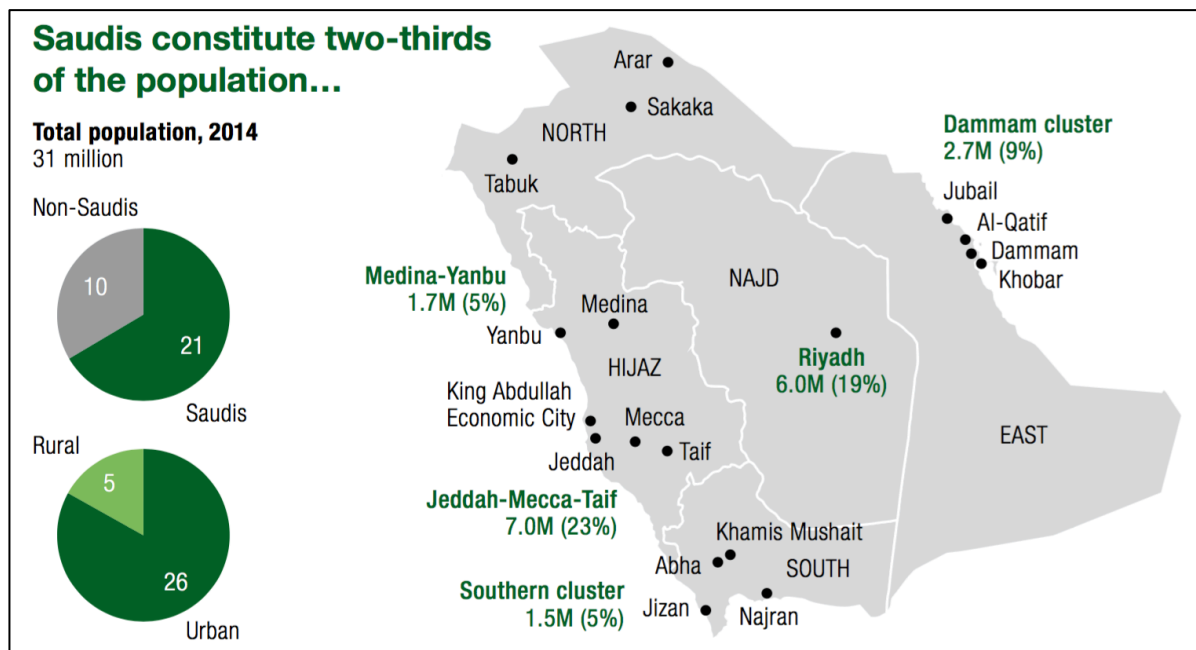 Saudis constitute two-thirds
of the population...
Total population, 2014
31 million
Non-Saudis
10
21
Saudis
Rural
5
26
Urban
Arar
Sakaka
NORTH
Tabuk
Dammam cluster
2.7M (9%)
Jubail
Al-Qatif
Dammam
Khobar
NAJD
Medina-Yanbu
1.7M (5%)
Medina
Yanbu
HIJAZ
Riyadh
6.0M (19%)
King Abdullah
Economic City
Mecca
Jeddah
Taif
EAST
Jeddah-Mecca-Taif
7.0M (23%)
Khamis Mushait
Abha
SOUTH
Southern cluster
1.5M (5%)
Jizan
Najran